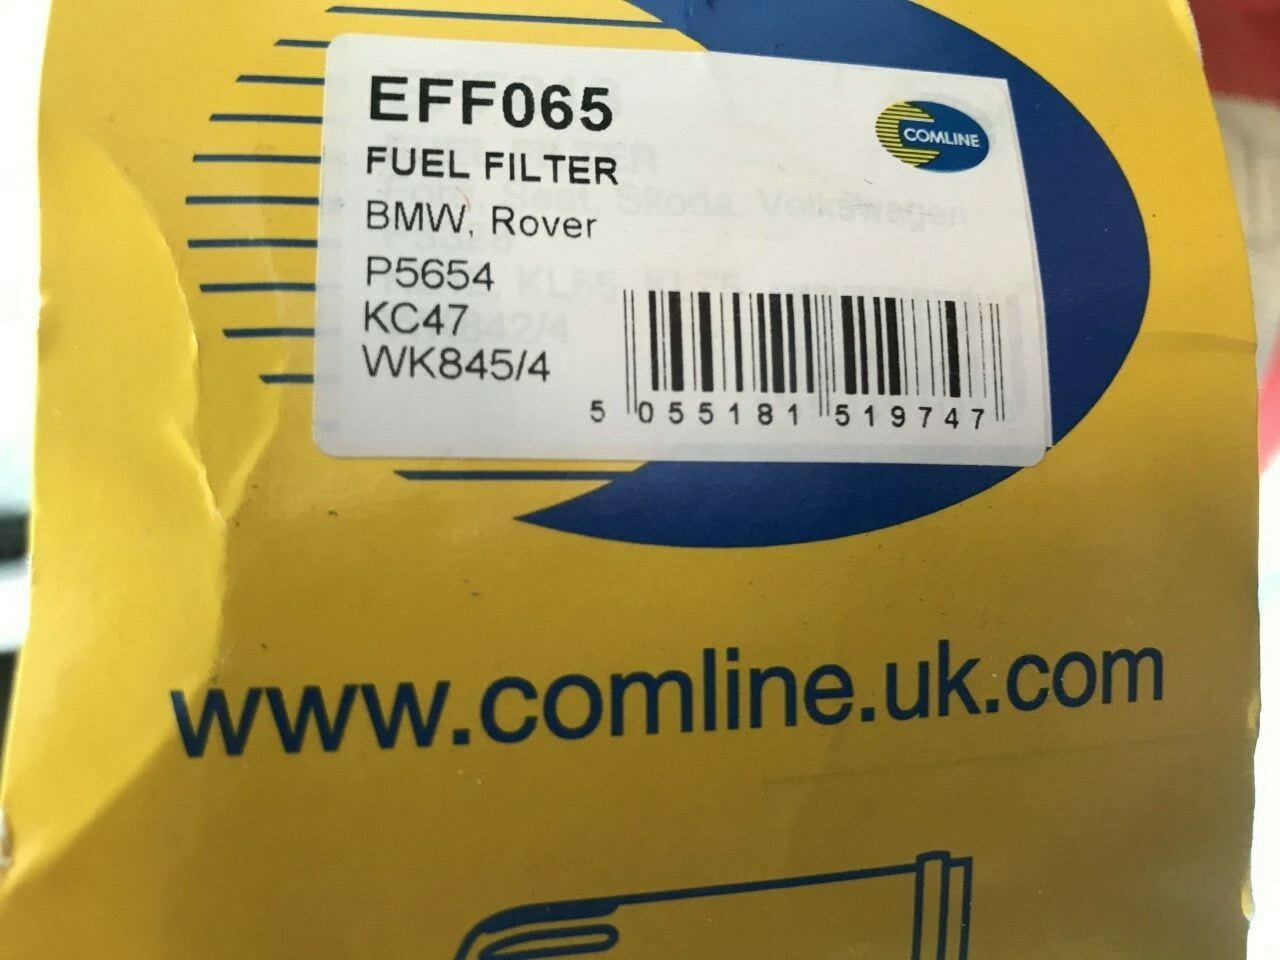 EFF065
COMLINE
FUEL FILTER
BMW, Rover
P5654
KC47
WK845/4
5 055181 519747
www.comline.uk.com